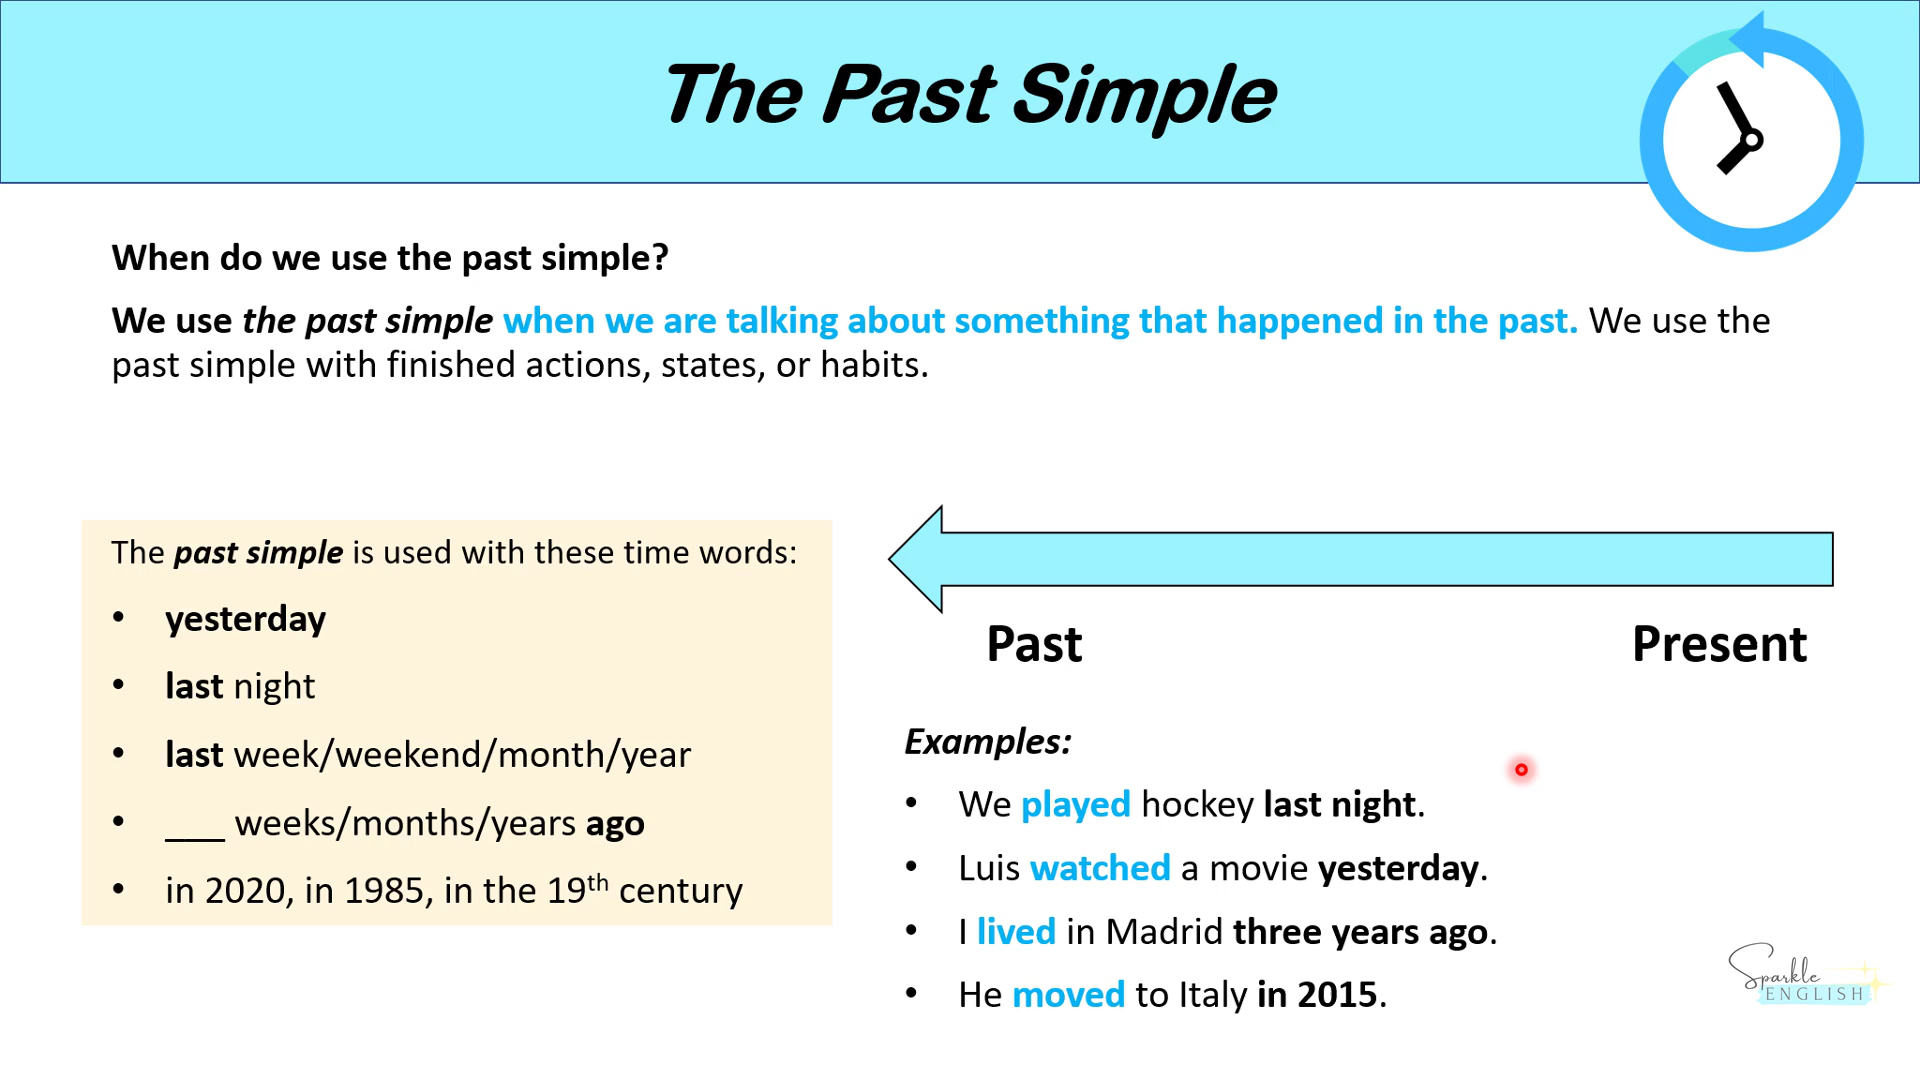 The Past Simple
When do we use the past simple?
We use the past simple when we are talking about something that happened in the past. We use the
past simple with finished actions, states, or habits.
The past simple is used with these time words:
• yesterday
• last night
• last week/weekend/month/year
• ___ weeks/months/years ago
• in 2020, in 1985, in the 19th century
Past
Present
Examples:
• We played hockey last night.
• Luis watched a movie yesterday.
• I lived in Madrid three years ago.
• He moved to Italy in 2015.
Sparkle
ENGLISH